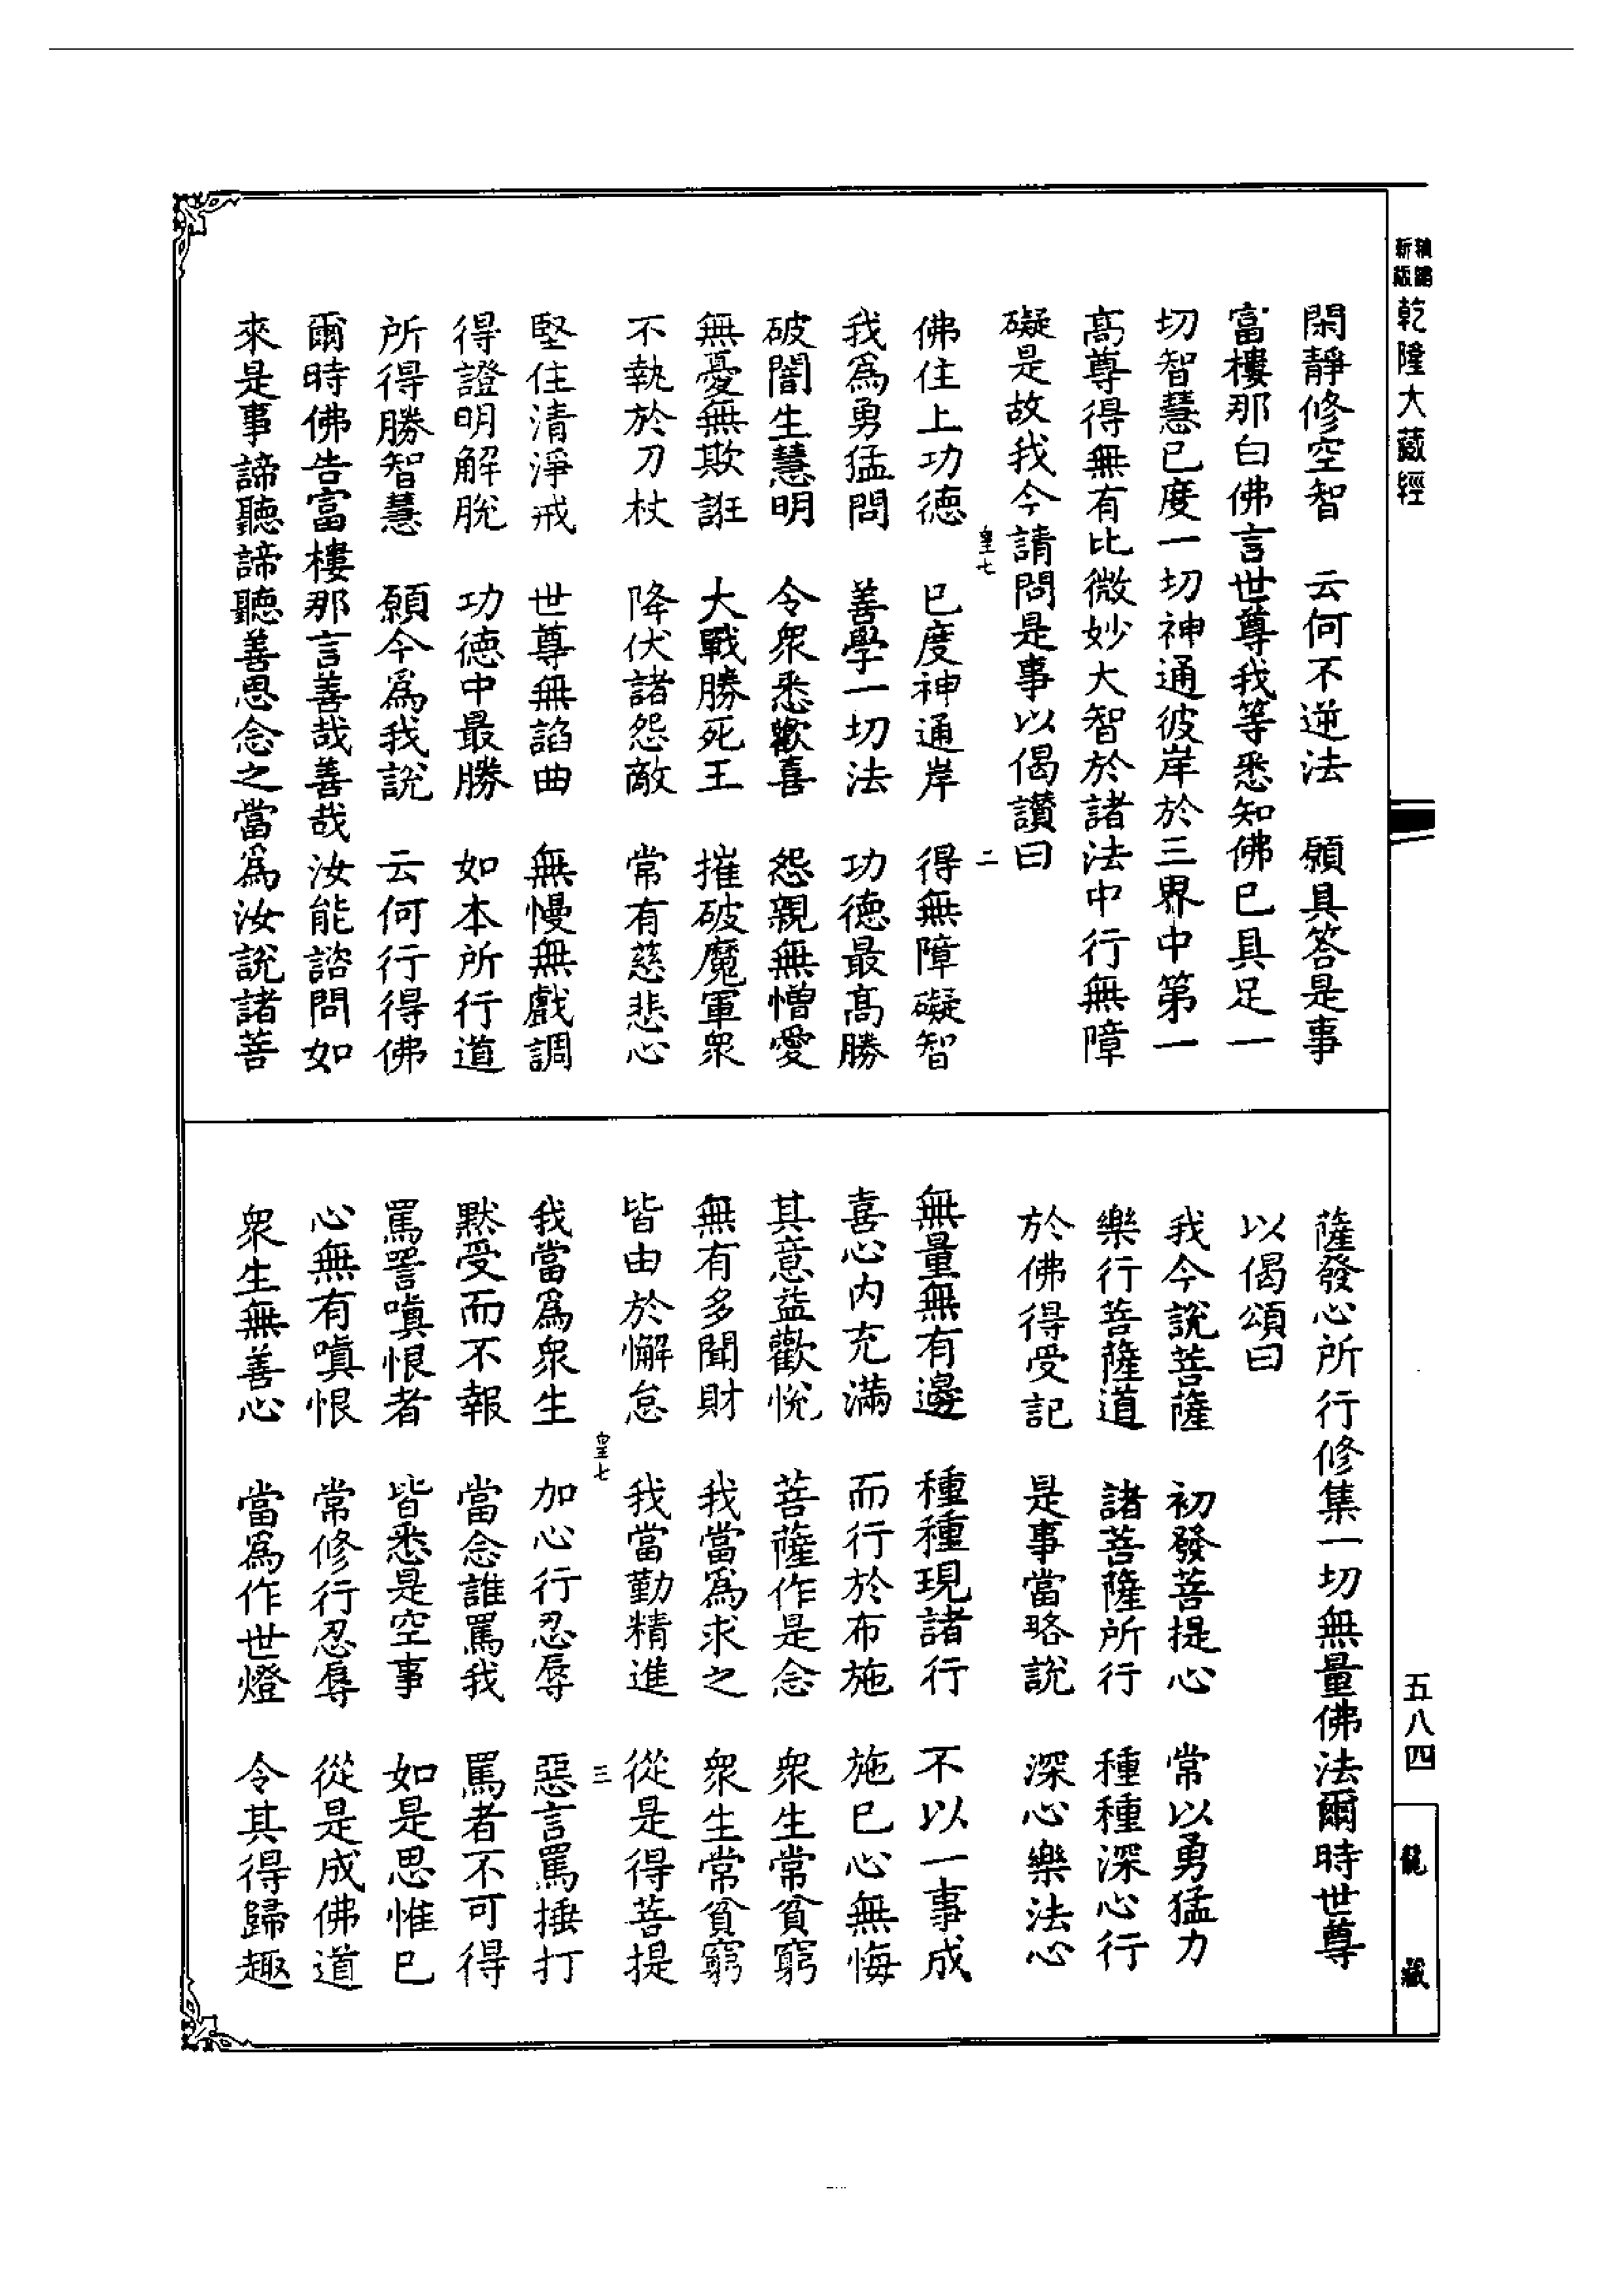 新版
精縮
乾隆大藏經
五八四
龍藏
閑靜修空智　云何不逆法　願具答是事
富樓那白佛言世尊我等悉知佛已具足一
切智慧已度一切神通彼岸於三界中第一
高尊得無有比微妙大智於諸法中行無障
礙是故我今請問是事以偈讚曰
皇七　二
佛住上功德　已度神通岸　得無障礙智
我爲勇猛問　善學一切法　功德最高勝
破闇生慧明　令衆悉歡喜　怨親無憎愛
無憂無欺誑　大戰勝死王　摧破魔軍衆
不執於刀杖　降伏諸怨敵　常有慈悲心
堅住清淨戒　世尊無諂曲　無慢無戲調
得證明解脫　功德中最勝　如本所行道
所得勝智慧　願今爲我說　云何行得佛
爾時佛告富樓那言善哉善哉汝能諮問如
來是事諦聽諦聽善思念之當爲汝說諸菩
薩發心所行修集一切無量佛法爾時世尊
以偈頌曰
我今說菩薩　初發菩提心　常以勇猛力
樂行菩薩道　諸菩薩所行　種種深心行
於佛得受記　是事當略說　深心樂法心
無量無有邊　種種現諸行　不以一事成
喜心內充滿　而行於布施　施已心無悔
其意益歡悅　菩薩作是念　衆生常貧窮
無有多聞財　我當爲求之　衆生常貧窮
皆由於懈怠　我當勤精進　從是得菩提
皇七　三
我當爲衆生　加心行忍辱　惡言罵捶打
默受而不報　當念誰罵我　罵者不可得
罵詈嗔恨者　皆悉是空事　如是思惟已
心無有嗔恨　常修行忍辱　從是成佛道
衆生無善心　當爲作世燈　令其得歸趣